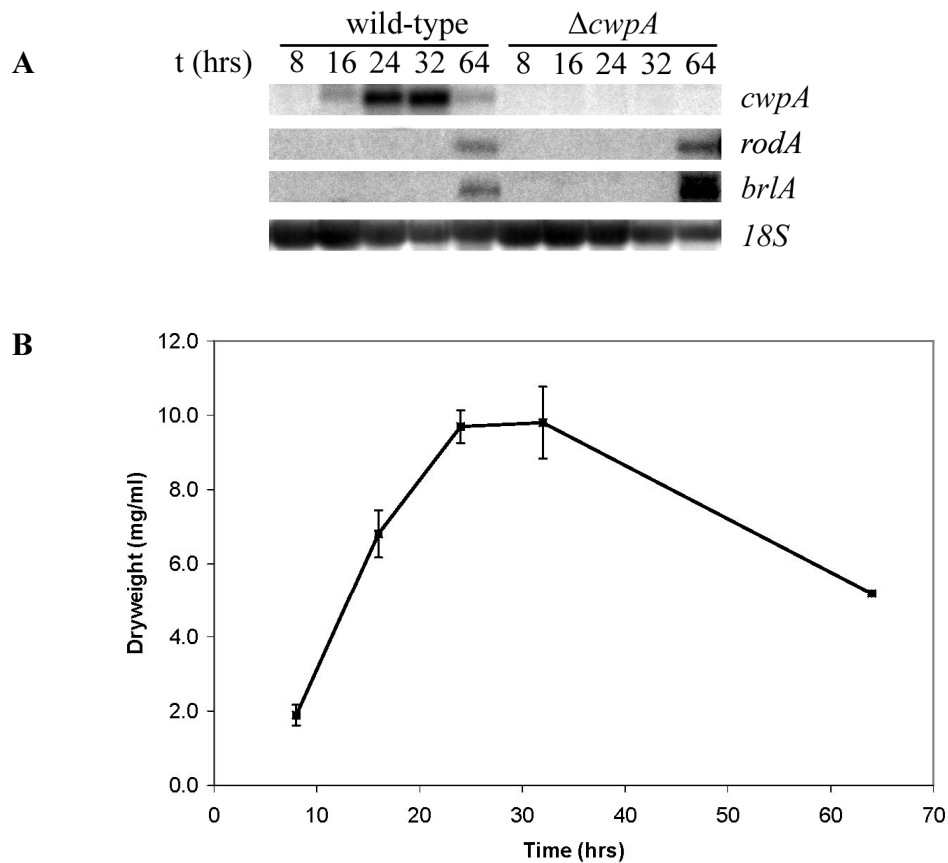 A
wild-type ΔcwpA
t (hrs) 8 16 24 32 64 8 16 24 32 64
cwpA
rodA
brlA
18S
B
12.0
10.0
8.0
6.0
4.0
2.0
0.0
Dryweight (mg/ml)
0 10 20 30 40 50 60 70
Time (hrs)